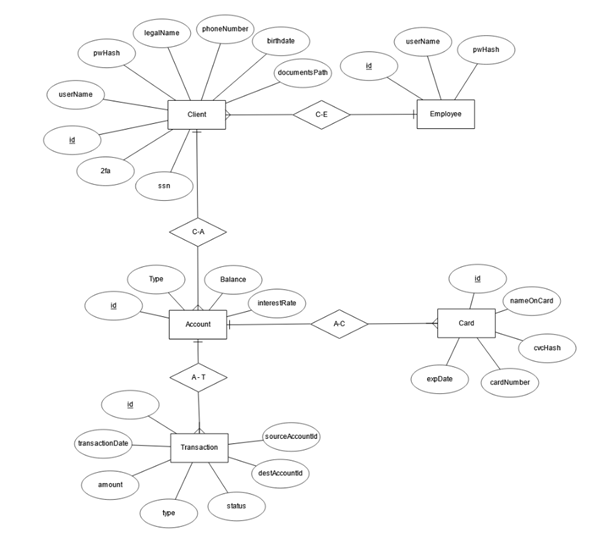 phoneNumber
legalName
birthdate
userName
pwHash
pwHash
documentsPath
id
userName
Client
C-E
Employee
id
2fa
ssn
C-A
Type
Balance
id
nameOnCard
id
interestRate
Account
A-C
Card
cvcHash
expDate
cardNumber
A - T
id
transactionDate
sourceAccountId
Transaction
destAccountId
amount
status
type